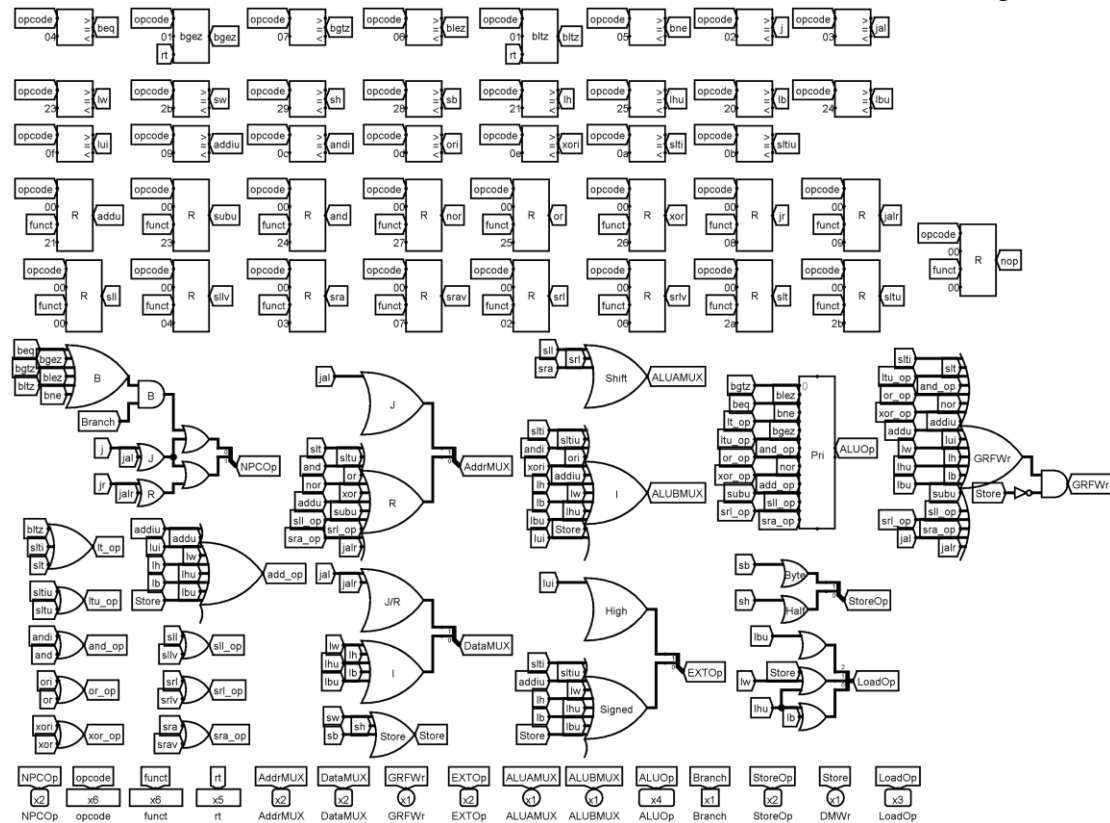 opcode beq opcode bgez bgez opcode bgtz opcode blez opcode bltz bltz opcode bne opcode j opcode jal
04 > = < 01 rt 07 > = < 06 > = < 01 rt 05 > = < 02 > = < 03 > = <
opcode > = < lw opcode > = < sw opcode > = < sh opcode > = < sb opcode > = < lh opcode > = < lhu opcode > = < lb opcode > = < lbu
23 2b 29 28 21 25 20 24
opcode > = < lui opcode > = < addiu opcode > = < andi opcode > = < ori opcode > = < xori opcode > = < slti opcode > = < sltiu
0f 09 0c 0d 0e 0a 0b
opcode opcode opcode opcode opcode opcode opcode opcode
00 R addu 00 R subu 00 R and 00 R nor 00 R or 00 R xor 00 R jr 00 R jalr
funct funct funct funct funct funct funct funct
21 23 24 27 25 26 08 09
opcode
00 R nop
funct
00
opcode opcode opcode opcode opcode opcode opcode opcode
00 R sll 00 R sllv 00 R sra 00 R srav 00 R srl 00 R srlv 00 R slt 00 R sltu
funct funct funct funct funct funct funct funct
00 04 03 07 02 06 2a 2b
beq
bgez
bgtz
blez
bltz
bne
B
B
Branch
j
jal
J
jr
jalr
R
NPCOp
jal
J
slt
sltu
and
or
nor
xor
addu
subu
sll_op
srl_op
sra_op
jalr
R
AddrMUX
sll
srl
sra
Shift
ALUAMUX
slti
sltiu
andi
ori
xori
addiu
lh
lw
lb
lhu
lbu
Store
lui
I
ALUBMUX
bgtz
blez
beq
bne
lt_op
bgez
ltu_op
and_op
or_op
nor
xor_op
add_op
subu
sll_op
srl_op
sra_op
0
Pri
ALUOp
slti
slt
ltu_op
and_op
or_op
nor
xor_op
addiu
addu
lui
lw
lh
lhu
lb
lbu
subu
Store
sll_op
srl_op
sra_op
jal
jalr
GRFWr
GRFWr
bltz
slti
slt
lt_op
sltiu
sltu
ltu_op
andi
and
and_op
ori
or
or_op
xori
xor
xor_op
addiu
addu
lui
lw
lh
lhu
lb
lbu
Store
add_op
sll
sllv
sll_op
srl
srlv
srl_op
sra
srav
sra_op
jal
jalr
J/R
lw
lh
lhu
lb
lbu
I
DataMUX
sw
sh
sb
Store
Store
lui
High
slti
sltiu
addiu
lw
lh
lhu
lb
lbu
Store
Signed
EXTOp
sb
Byte
sh
Half
StoreOp
lbu
Store
lw
lhu
lb
LoadOp
NPCOp opcode funct rt AddrMUX DataMUX GRFWr EXTOp ALUAMUX ALUBMUX ALUOp Branch StoreOp Store LoadOp
x2 x6 x6 x5 x2 x2 x1 x2 x1 x1 x4 x1 x2 x1 x3
NPCOp opcode funct rt AddrMUX DataMUX GRFWr EXTOp ALUAMUX ALUBMUX ALUOp Branch StoreOp DMWr LoadOp